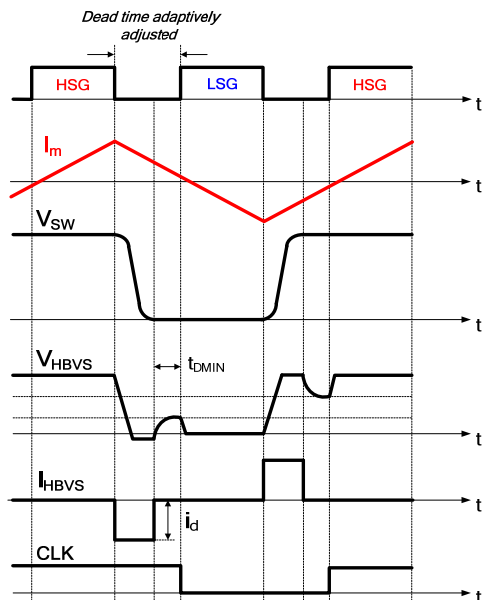 Dead time adaptively
adjusted
HSG
LSG
HSG
t
Im
t
VSW
t
VHBVS
tDMIN
t
IHBVS
id
t
CLK
t